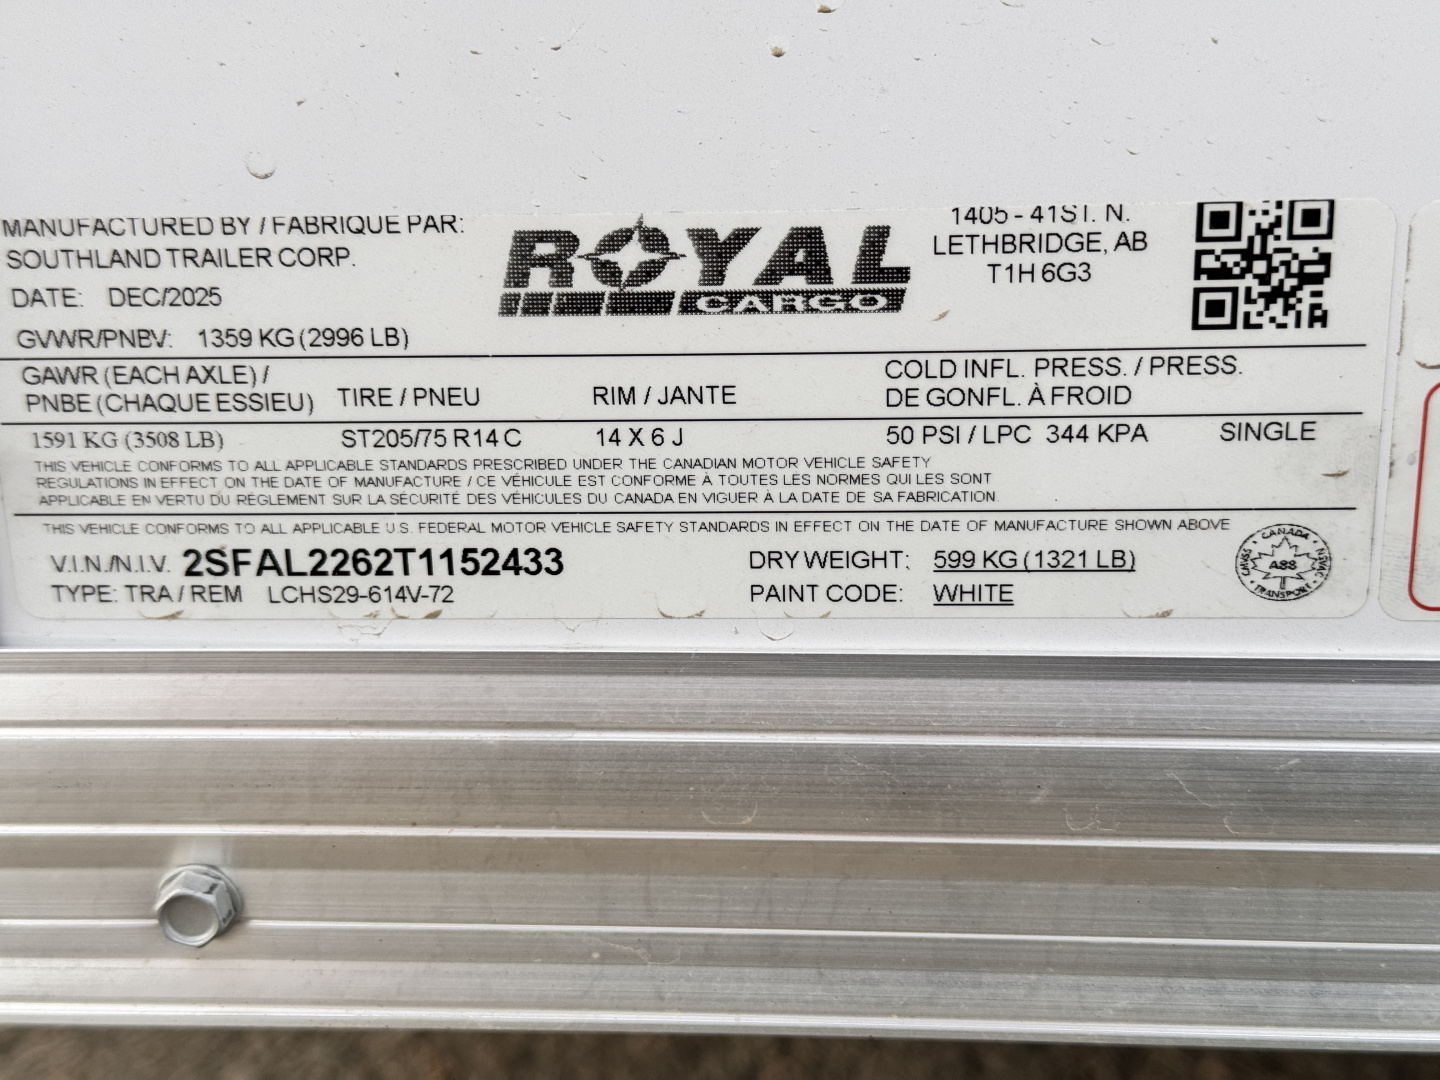 MANUFACTURED BY / FABRIQUE PAR:
SOUTHLAND TRAILER CORP.
DATE: DEC/2025
GVWR/PNBV: 1359 KG (2996 LB)
ROYAL
CARGO
1405 - 41ST. N.
LETHBRIDGE, AB
T1H 6G3
GAWR (EACH AXLE) /
PNBE (CHAQUE ESSIEU)
TIRE / PNEU
RIM / JANTE
COLD INFL. PRESS. / PRESS.
DE GONFL. À FROID
1591 KG (3508 LB)
ST205/75 R14 C
14 X 6 J
50 PSI / LPC 344 KPA
SINGLE
THIS VEHICLE CONFORMS TO ALL APPLICABLE STANDARDS PRESCRIBED UNDER THE CANADIAN MOTOR VEHICLE SAFETY
REGULATIONS IN EFFECT ON THE DATE OF MANUFACTURE / CE VÉHICULE EST CONFORME À TOUTES LES NORMES QUI LES SONT
APPLICABLE EN VERTU DU RÈGLEMENT SUR LA SÉCURITÉ DES VÉHICULES DU CANADA EN VIGUER À LA DATE DE SA FABRICATION
THIS VEHICLE CONFORMS TO ALL APPLICABLE U.S. FEDERAL MOTOR VEHICLE SAFETY STANDARDS IN EFFECT ON THE DATE OF MANUFACTURE SHOWN ABOVE
V.I.N./N.I.V. 2SFAL2262T1152433
TYPE: TRA / REM LCHS29-614V-72
DRY WEIGHT: 599 KG (1321 LB)
PAINT CODE: WHITE
CANADA
CMVSS
ABS
NSVAC
TRANSPORT